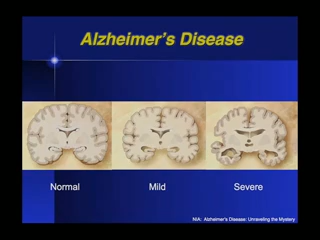 Alzheimer's Disease
Normal Mild Severe
NIA: Alzheimer's Disease: Unraveling the Mystery